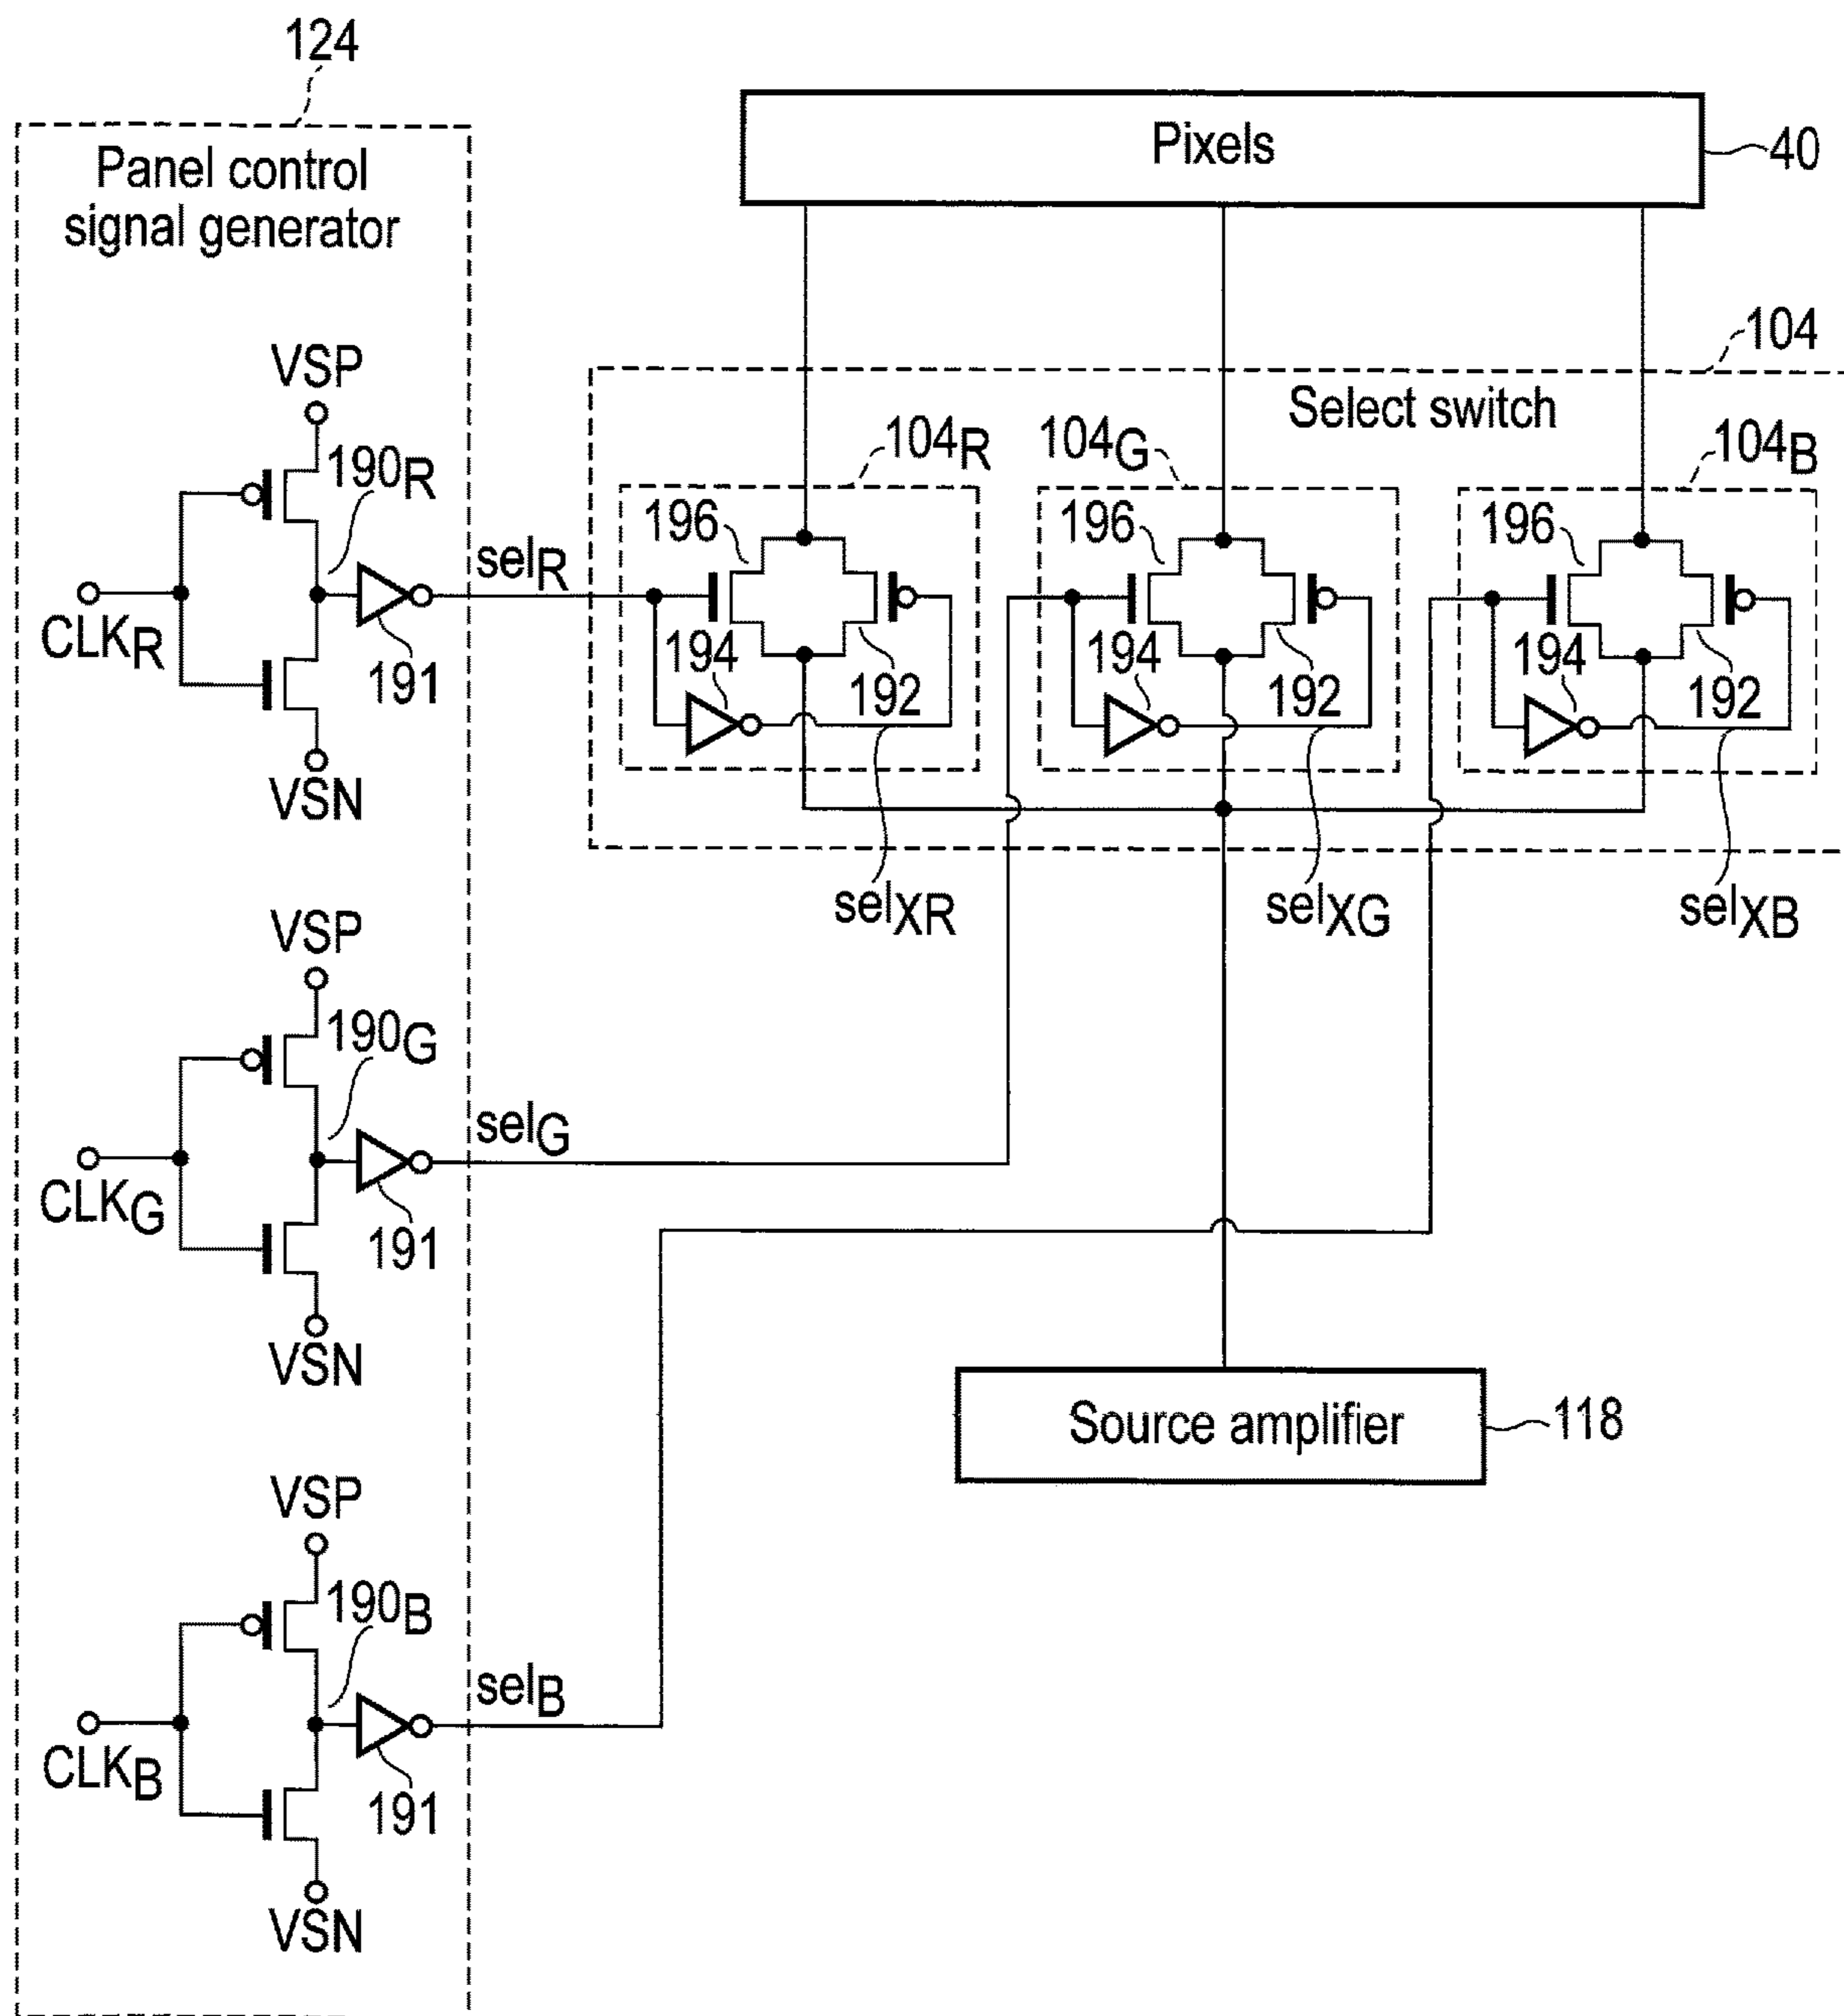 124
Panel control
signal generator
Pixels
40
104
Select switch
VSP
190R
CLKR
191
VSN
selR
104R
196
194
192
selXR
104G
196
194
192
selXG
104B
196
194
192
selXB
VSP
190G
CLKG
191
VSN
selG
Source amplifier
118
VSP
190B
CLKB
191
VSN
selB